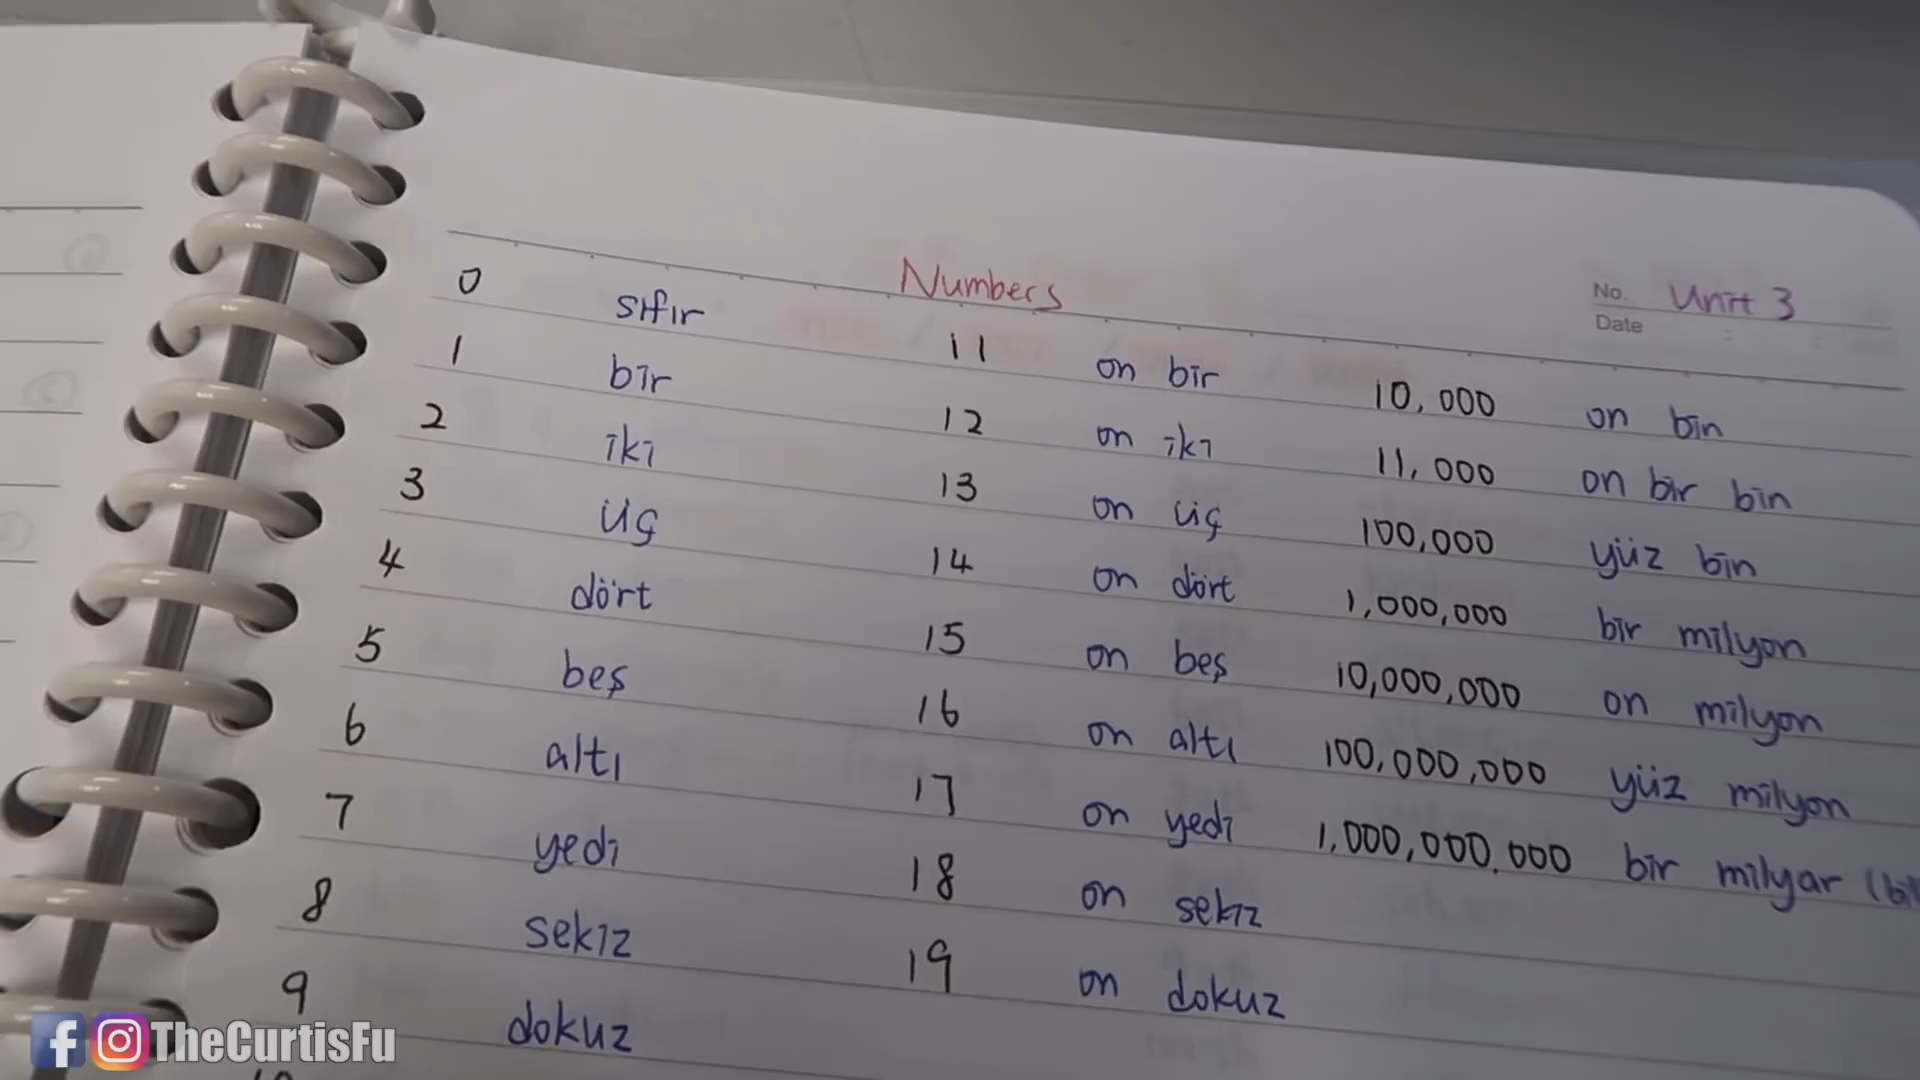 Numbers
No. Unit 3
Date
0 sıfır 11 on bir 10,000 on bin
1 bir 12 on iki 11,000 on bir bin
2 iki 13 on üç 100,000 yüz bin
3 üç 14 on dört 1,000,000 bir milyon
4 dört 15 on beş 10,000,000 on milyon
5 beş 16 on altı 100,000,000 yüz milyon
6 altı 17 on yedi 1,000,000.000 bir milyar
7 yedi 18 on sekiz
8 sekiz 19 on dokuz
9 dokuz
TheCurtisFu